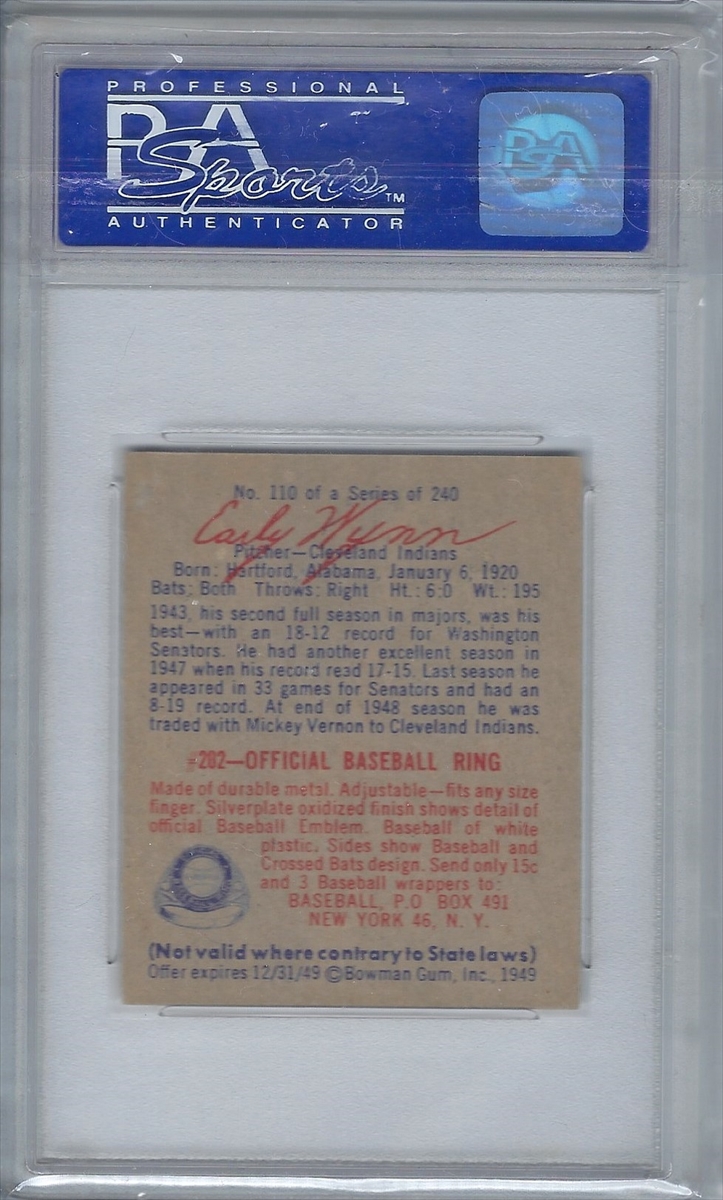 PROFESSIONAL
PSA
Sports™
AUTHENTICATOR
PSA
No. 110 of a Series of 240
Early Wynn
Pitcher—Cleveland Indians
Born: Hartford, Alabama, January 6, 1920
Bats: Both Throws: Right Ht.: 6:0 Wt.: 195
1943, his second full season in majors, was his
best—with an 18-12 record for Washington
Senators. He had another excellent season in
1947 when his record read 17-15. Last season he
appeared in 33 games for Senators and had an
8-19 record. At end of 1948 season he was
traded with Mickey Vernon to Cleveland Indians.
#202—OFFICIAL BASEBALL RING
Made of durable metal. Adjustable—fits any size
finger. Silverplate oxidized finish shows detail of
official Baseball Emblem. Baseball of white
plastic. Sides show Baseball and
Crossed Bats design. Send only 15c
and 3 Baseball wrappers to:
BASEBALL, P.O BOX 491
NEW YORK 46, N. Y.
(Not valid where contrary to State laws)
Offer expires 12/31/49 ©Bowman Gum, Inc., 1949